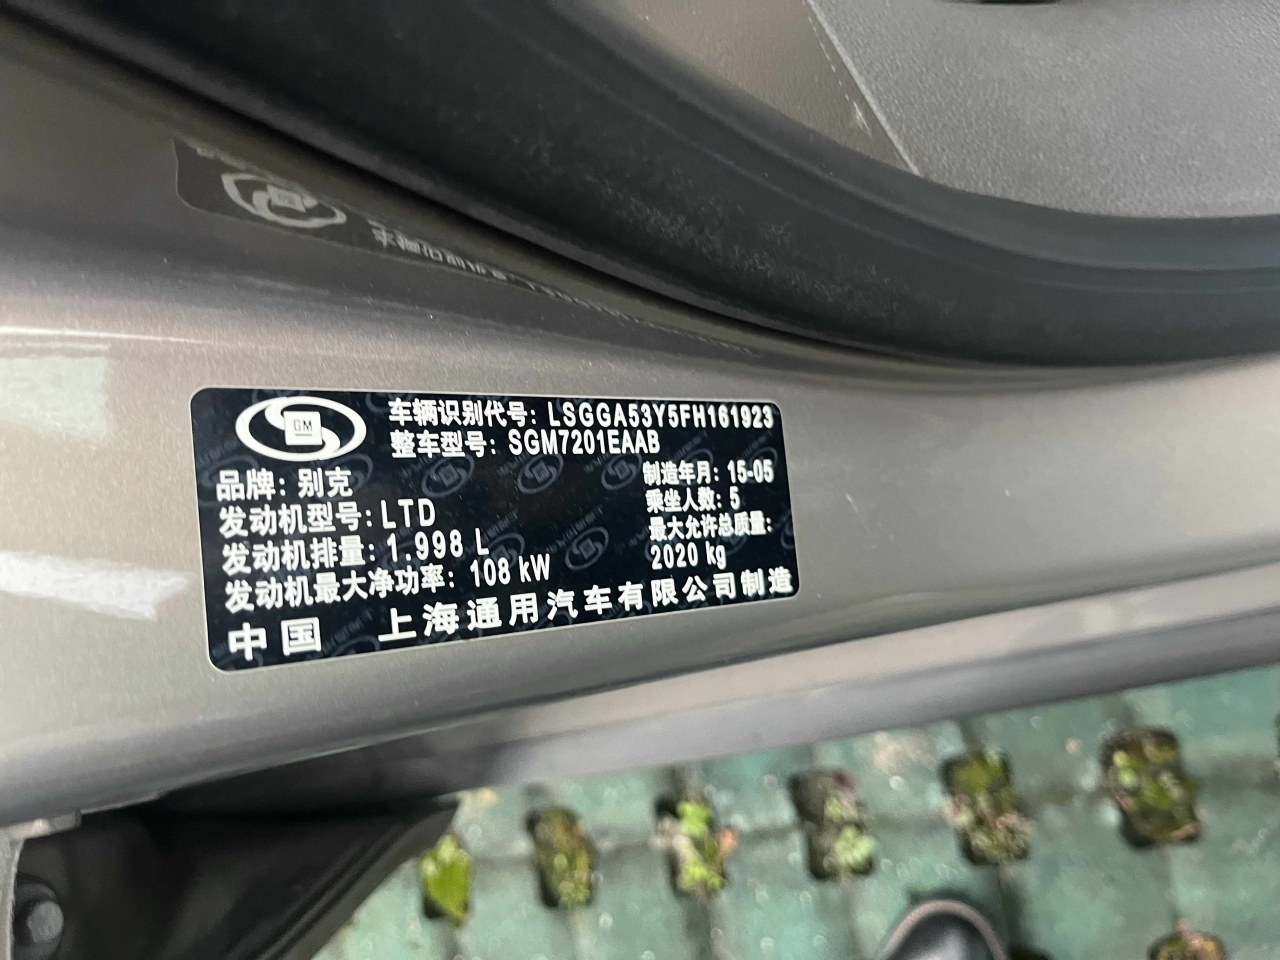 GM
车辆识别代号: LSGGA53Y5FH161923
整车型号: SGM7201EAAB
品牌: 别克
制造年月: 15-05
发动机型号: LTD
乘坐人数: 5
发动机排量: 1.998 L
最大允许总质量:
2020 kg
发动机最大净功率: 108 kW
中国 上海通用汽车有限公司制造